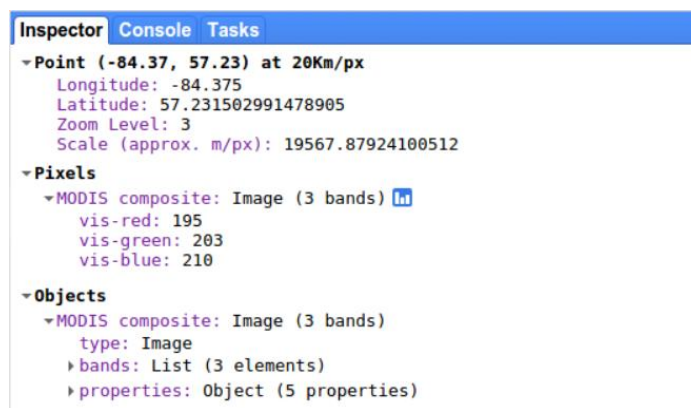 Inspector Console Tasks
Point (-84.37, 57.23) at 20Km/px
Longitude: -84.375
Latitude: 57.231502991478905
Zoom Level: 3
Scale (approx. m/px): 19567.87924100512
Pixels
MODIS composite: Image (3 bands)
vis-red: 195
vis-green: 203
vis-blue: 210
Objects
MODIS composite: Image (3 bands)
type: Image
bands: List (3 elements)
properties: Object (5 properties)